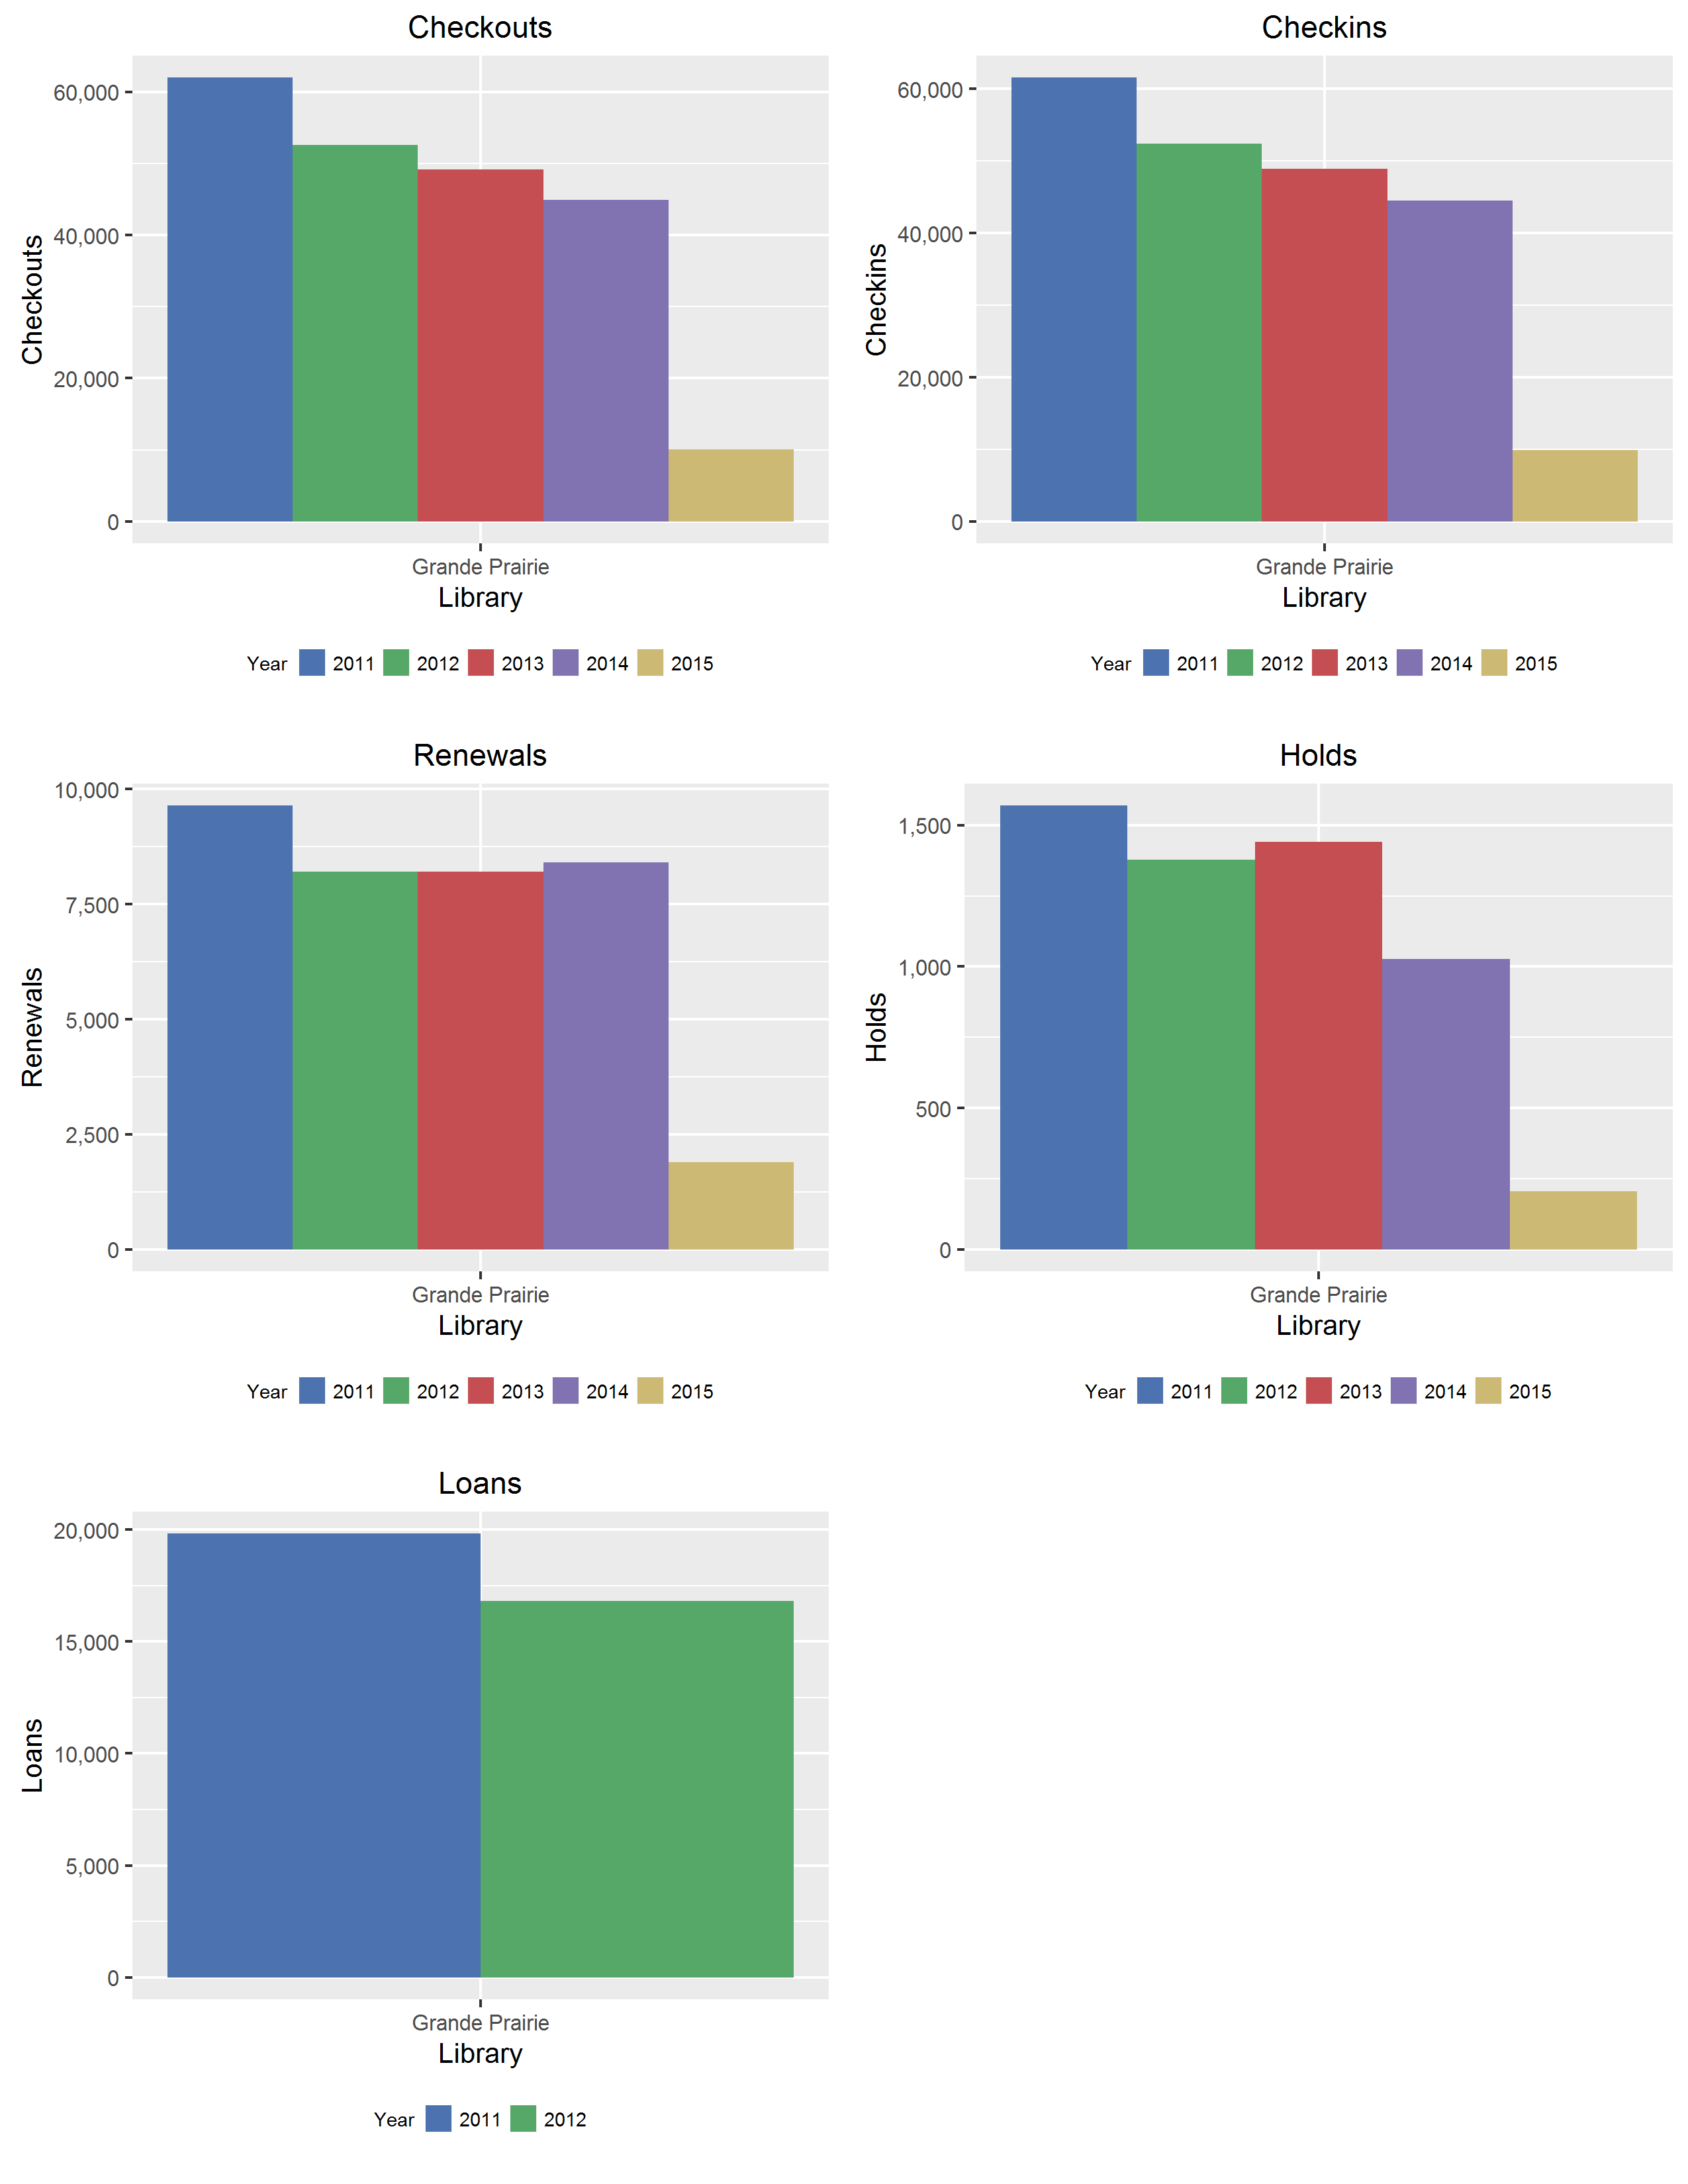 Checkouts
60,000
40,000
20,000
0
Checkouts
Grande Prairie
Library
Year 2011 2012 2013 2014 2015
Checkins
60,000
40,000
20,000
0
Checkins
Grande Prairie
Library
Year 2011 2012 2013 2014 2015
Renewals
10,000
7,500
5,000
2,500
0
Renewals
Grande Prairie
Library
Year 2011 2012 2013 2014 2015
Holds
1,500
1,000
500
0
Holds
Grande Prairie
Library
Year 2011 2012 2013 2014 2015
Loans
20,000
15,000
10,000
5,000
0
Loans
Grande Prairie
Library
Year 2011 2012